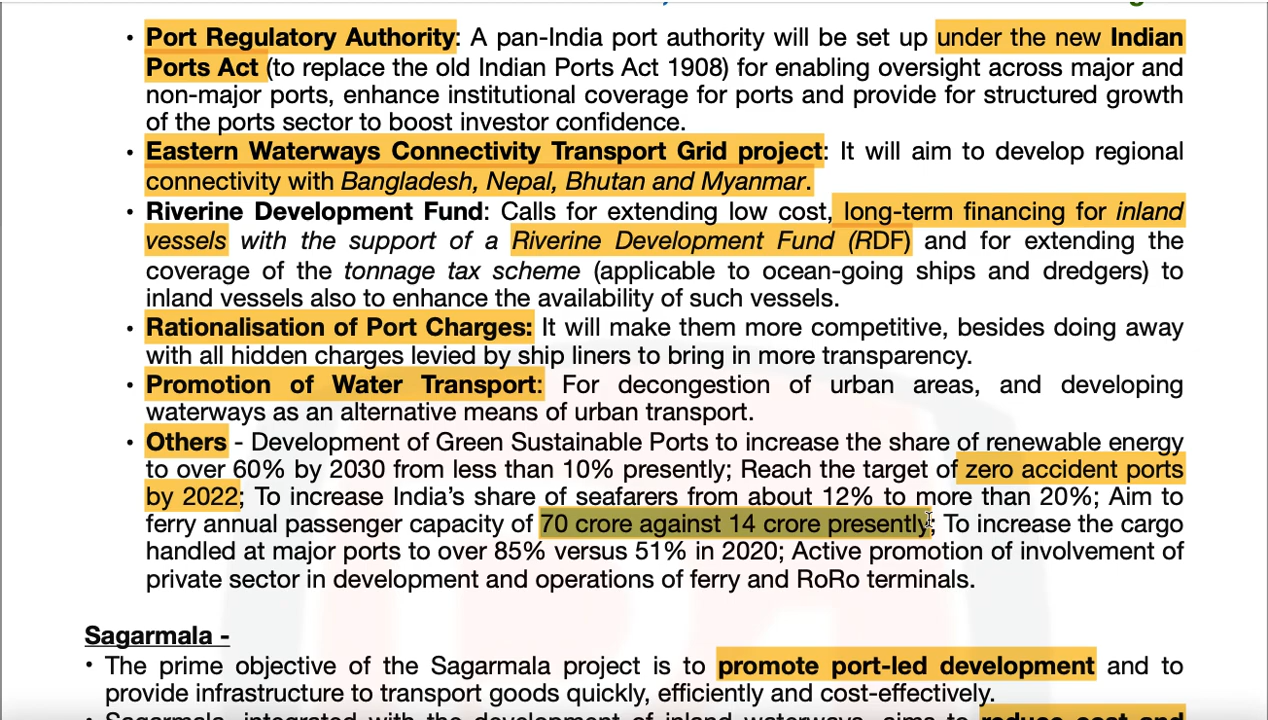 • Port Regulatory Authority: A pan-India port authority will be set up under the new Indian
Ports Act (to replace the old Indian Ports Act 1908) for enabling oversight across major and
non-major ports, enhance institutional coverage for ports and provide for structured growth
of the ports sector to boost investor confidence.
• Eastern Waterways Connectivity Transport Grid project: It will aim to develop regional
connectivity with Bangladesh, Nepal, Bhutan and Myanmar.
• Riverine Development Fund: Calls for extending low cost, long-term financing for inland
vessels with the support of a Riverine Development Fund (RDF) and for extending the
coverage of the tonnage tax scheme (applicable to ocean-going ships and dredgers) to
inland vessels also to enhance the availability of such vessels.
• Rationalisation of Port Charges: It will make them more competitive, besides doing away
with all hidden charges levied by ship liners to bring in more transparency.
• Promotion of Water Transport: For decongestion of urban areas, and developing
waterways as an alternative means of urban transport.
• Others - Development of Green Sustainable Ports to increase the share of renewable energy
to over 60% by 2030 from less than 10% presently; Reach the target of zero accident ports
by 2022; To increase India’s share of seafarers from about 12% to more than 20%; Aim to
ferry annual passenger capacity of 70 crore against 14 crore presently; To increase the cargo
handled at major ports to over 85% versus 51% in 2020; Active promotion of involvement of
private sector in development and operations of ferry and RoRo terminals.
Sagarmala -
• The prime objective of the Sagarmala project is to promote port-led development and to
provide infrastructure to transport goods quickly, efficiently and cost-effectively.
• Sagarmala, integrated with the development of inland waterways, aims to reduce cost and